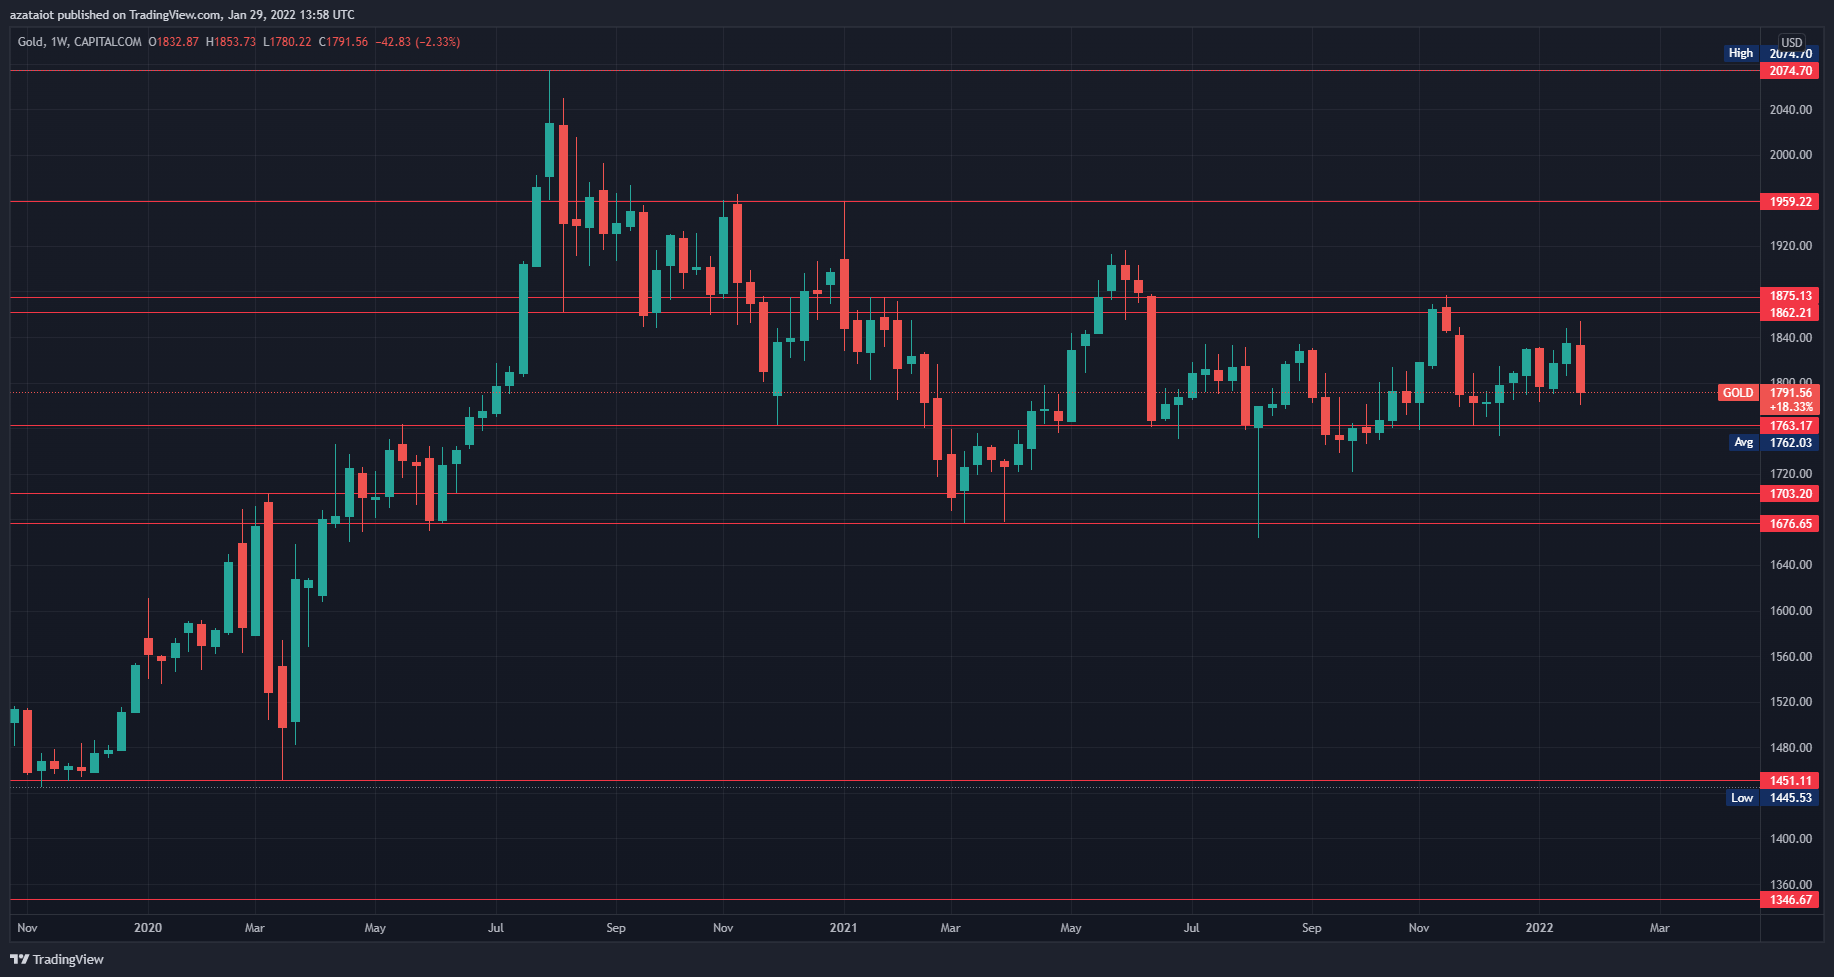 azataiot published on TradingView.com, Jan 29, 2022 13:58 UTC
Gold, 1W, CAPITALCOM O1832.87 H1853.73 L1780.22 C1791.56 −42.83 (−2.33%)
USD
High 2074.70
2074.70
2040.00
2000.00
1959.22
1920.00
1875.13
1862.21
1840.00
1800.00
GOLD 1791.56
+18.33%
1763.17
Avg 1762.03
1720.00
1703.20
1676.65
1640.00
1600.00
1560.00
1520.00
1480.00
1451.11
Low 1445.53
1400.00
1360.00
1346.67
Nov 2020 Mar May Jul Sep Nov 2021 Mar May Jul Sep Nov 2022 Mar
TradingView